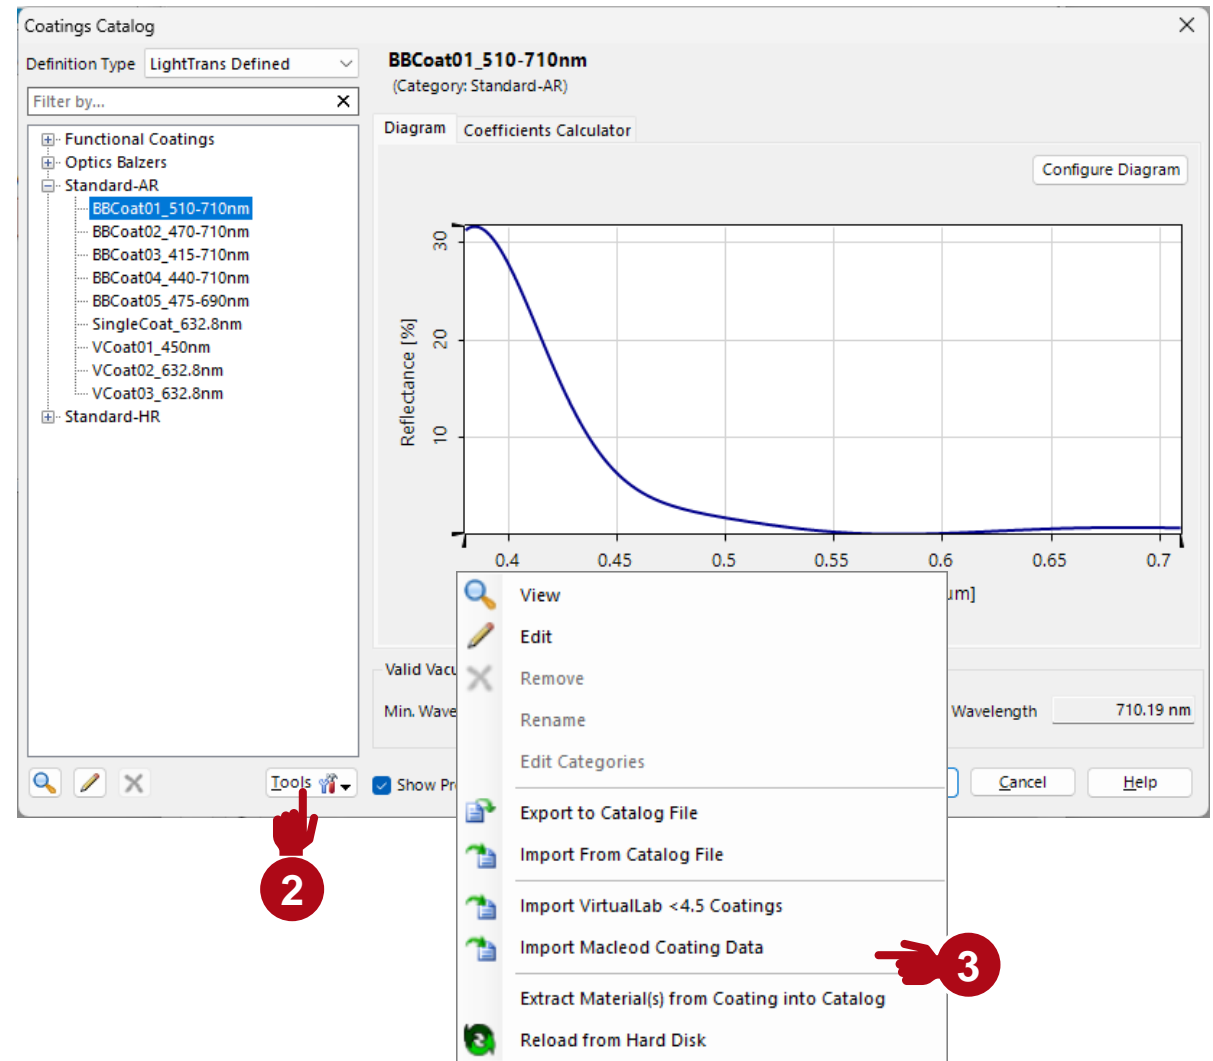 Coatings Catalog
Definition Type LightTrans Defined
Filter by...
Functional Coatings
Optics Balzers
Standard-AR
BBCoat01_510-710nm
BBCoat02_470-710nm
BBCoat03_415-710nm
BBCoat04_440-710nm
BBCoat05_475-690nm
SingleCoat_632.8nm
VCoat01_450nm
VCoat02_632.8nm
VCoat03_632.8nm
Standard-HR
Tools
BBCoat01_510-710nm
(Category: Standard-AR)
Diagram Coefficients Calculator
Configure Diagram
Reflectance [%]
30
20
10
0.4 0.45 0.5 0.55 0.6 0.65 0.7
µm]
Valid Vacu
Min. Wave
Wavelength 710.19 nm
Show Pr
Cancel Help
View
Edit
Remove
Rename
Edit Categories
Export to Catalog File
Import From Catalog File
Import VirtualLab <4.5 Coatings
Import Macleod Coating Data
Extract Material(s) from Coating into Catalog
Reload from Hard Disk
2
3